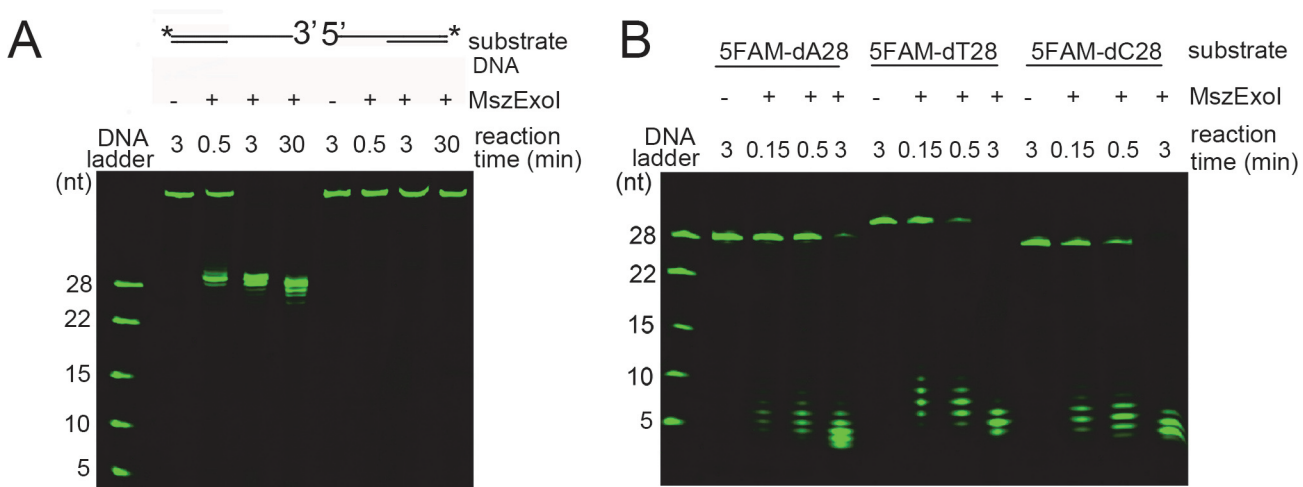 A
* 3’ 5’ *
substrate
DNA
- + + + - + + + MszExoI
DNA
ladder
(nt)
3 0.5 3 30 3 0.5 3 30
reaction
time (min)
28
22
15
10
5
B
5FAM-dA28 5FAM-dT28 5FAM-dC28 substrate
- + + + - + + + - + + + MszExoI
DNA
ladder
(nt)
3 0.15 0.5 3 3 0.15 0.5 3 3 0.15 0.5 3
reaction
time (min)
28
22
15
10
5